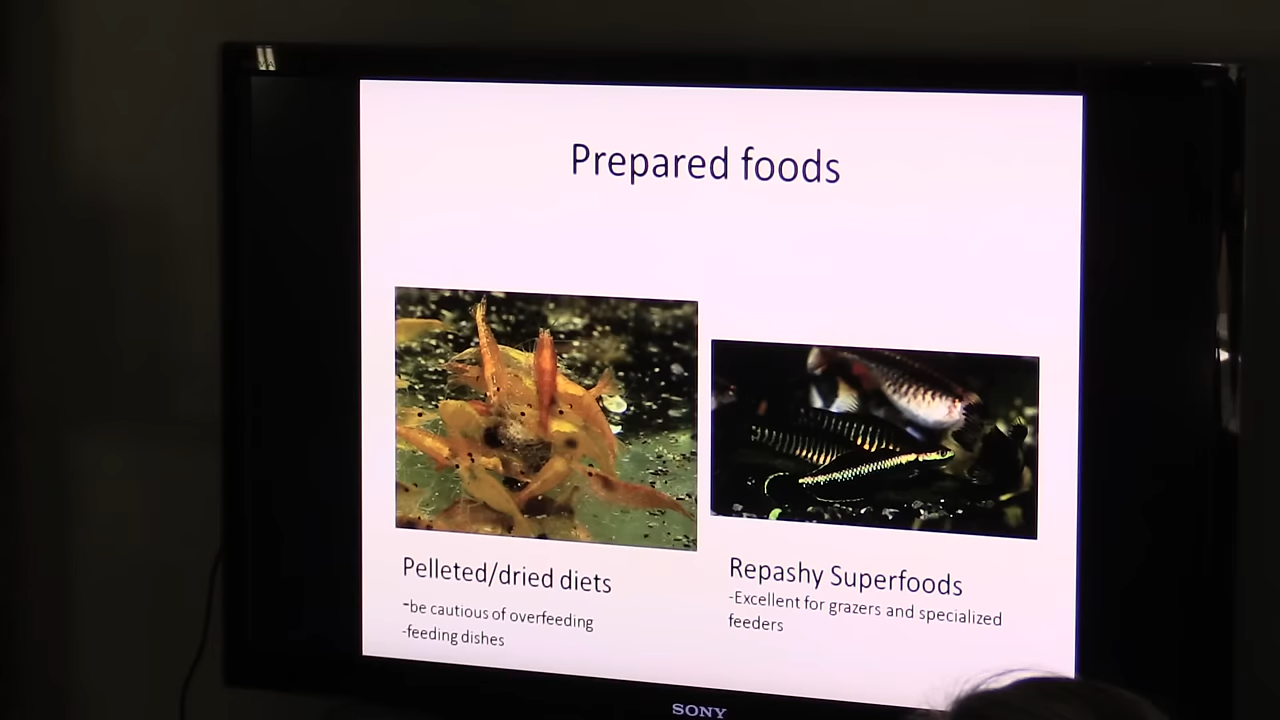 Prepared foods
Pelleted/dried diets
-be cautious of overfeeding
-feeding dishes
Repashy Superfoods
-Excellent for grazers and specialized
feeders
SONY